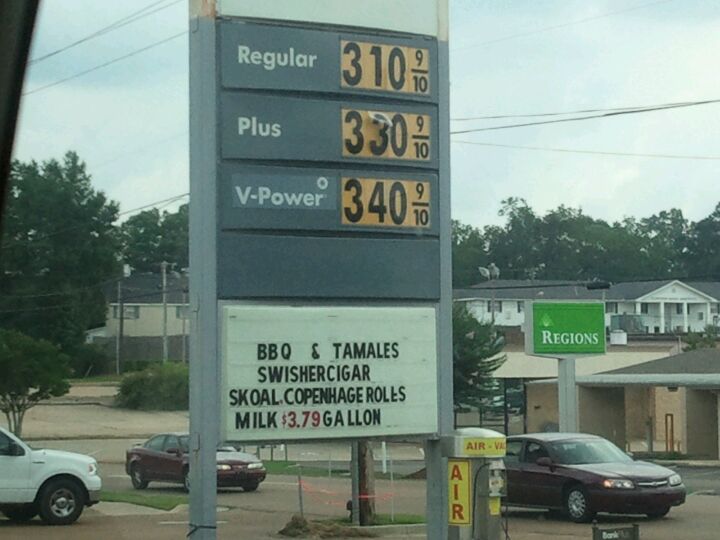 Regular 310 9/10
Plus 330 9/10
V-Power 340 9/10
BBQ & TAMALES
SWISHERCIGAR
SKOAL.COPENHAGE ROLLS
MILK $3.79 GALLON
REGIONS
AIR - VA
AIR